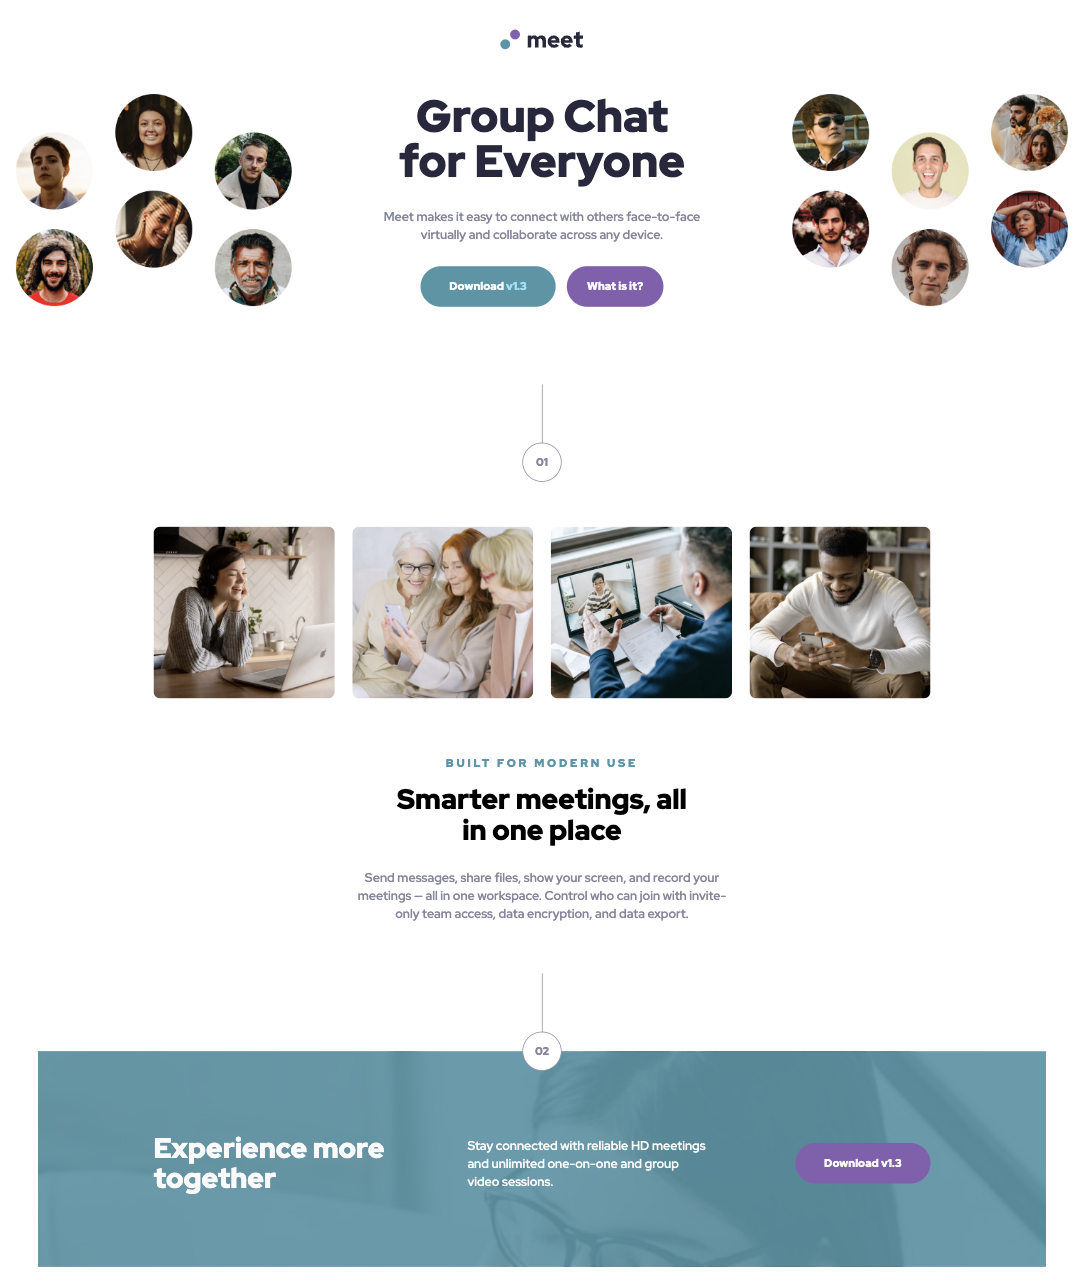 meet
Group Chat
for Everyone
Meet makes it easy to connect with others face-to-face
virtually and collaborate across any device.
Download v1.3
What is it?
01
BUILT FOR MODERN USE
Smarter meetings, all
in one place
Send messages, share files, show your screen, and record your
meetings — all in one workspace. Control who can join with invite-
only team access, data encryption, and data export.
02
Experience more
together
Stay connected with reliable HD meetings
and unlimited one-on-one and group
video sessions.
Download v1.3